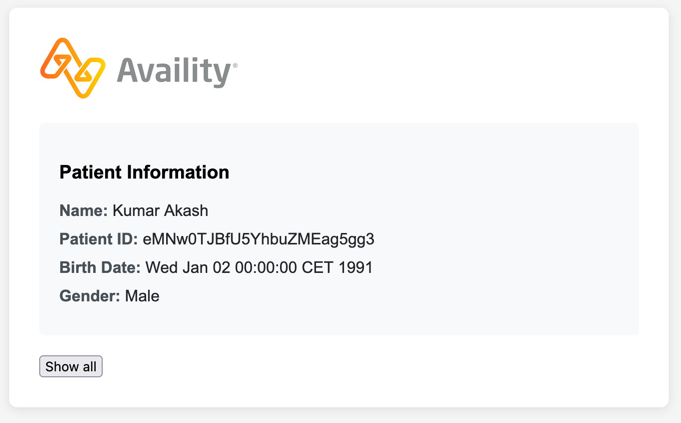 Availity®
Patient Information
Name: Kumar Akash
Patient ID: eMNw0TJBfU5YhbuZMEag5gg3
Birth Date: Wed Jan 02 00:00:00 CET 1991
Gender: Male
Show all